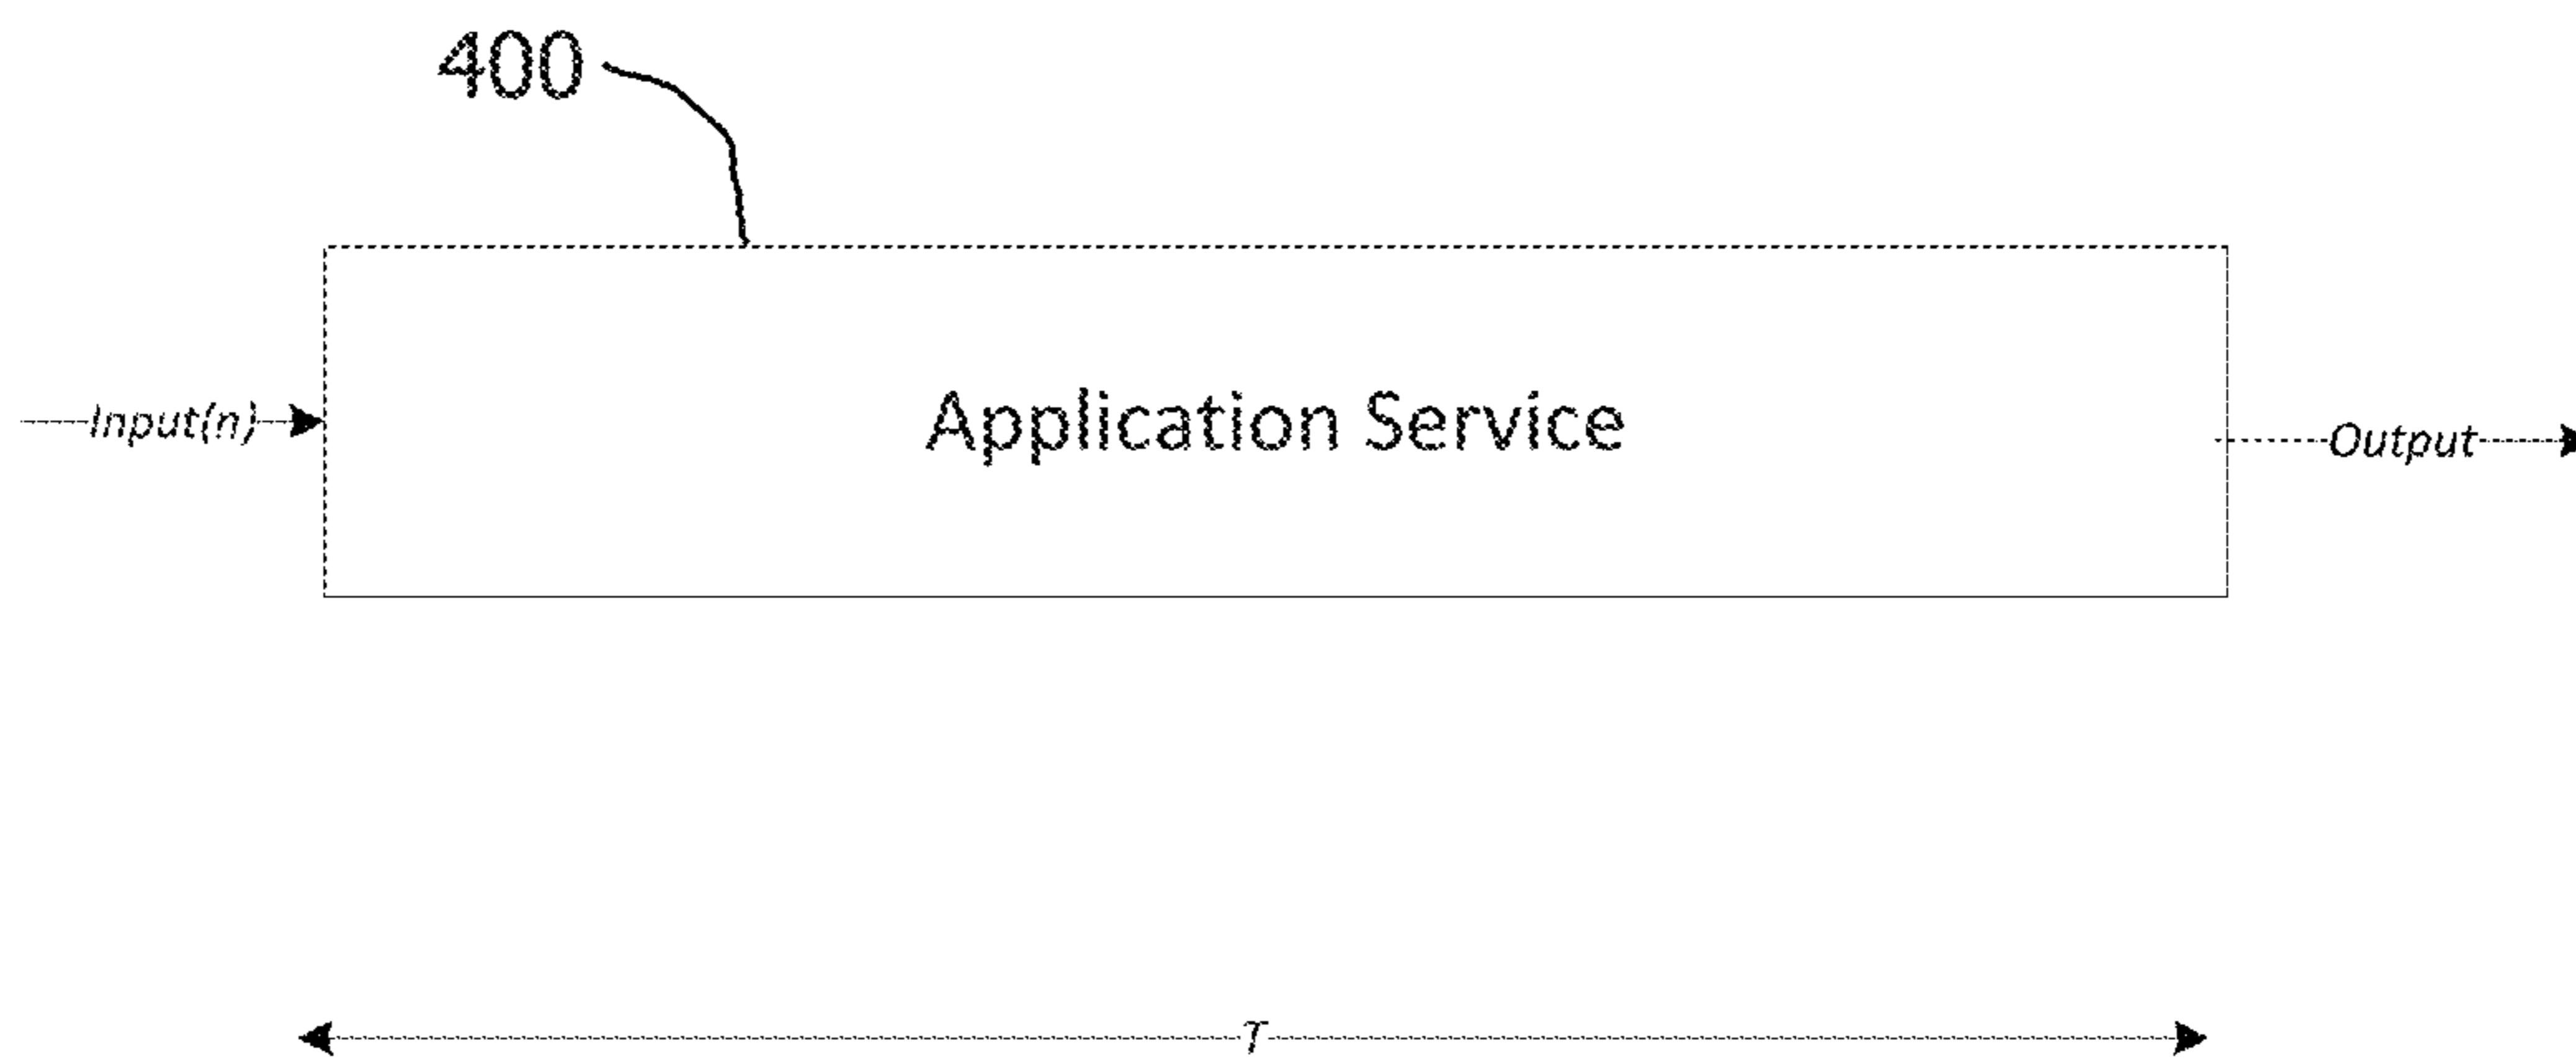 400
Input(n)
Application Service
Output
T